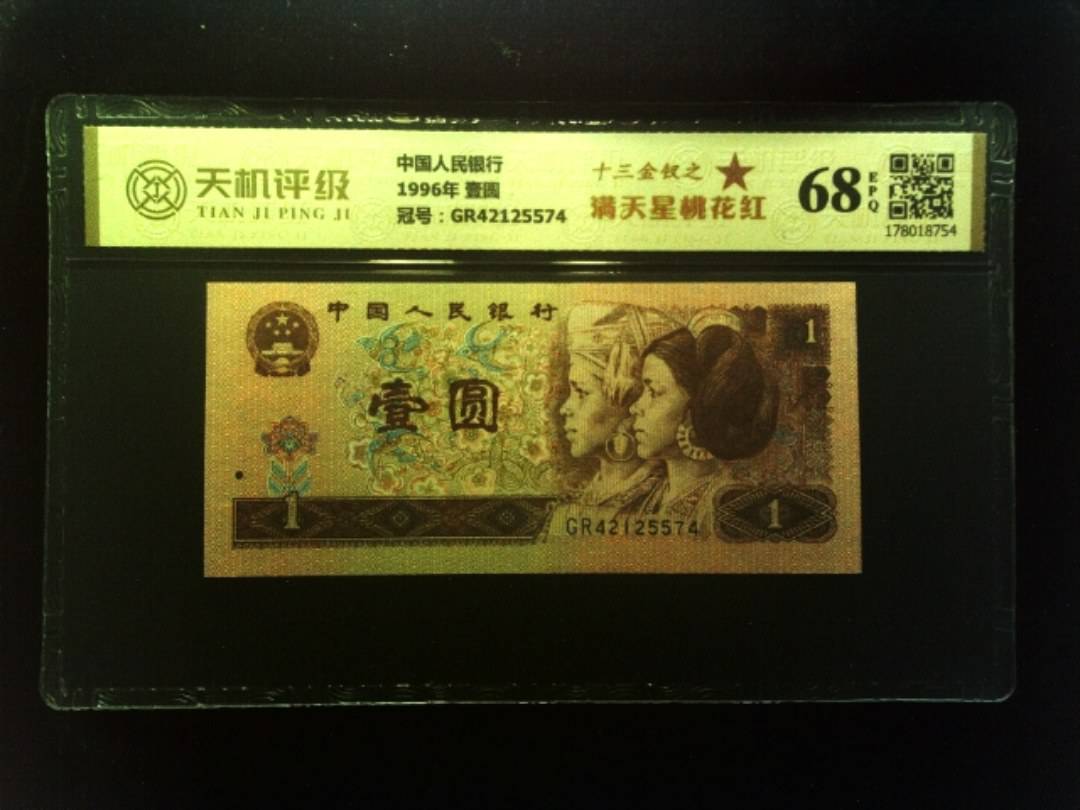 天机评级
TIAN JI PING JI
中国人民银行
1996年 壹圆
冠号：GR42125574
十三金钗之
满天星桃花红
68
EPQ
178018754
中国人民银行
壹圆
1
1
GR42125574
1